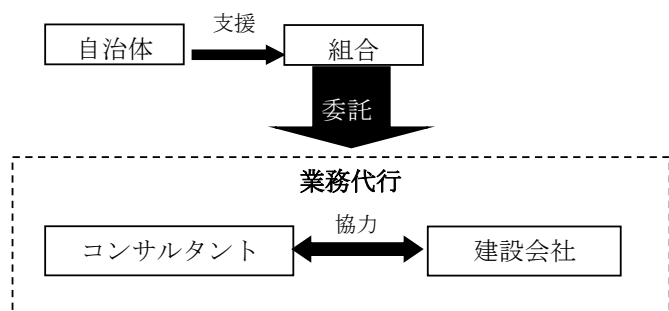 支援
自治体
組合
委託
業務代行
協力
コンサルタント
建設会社